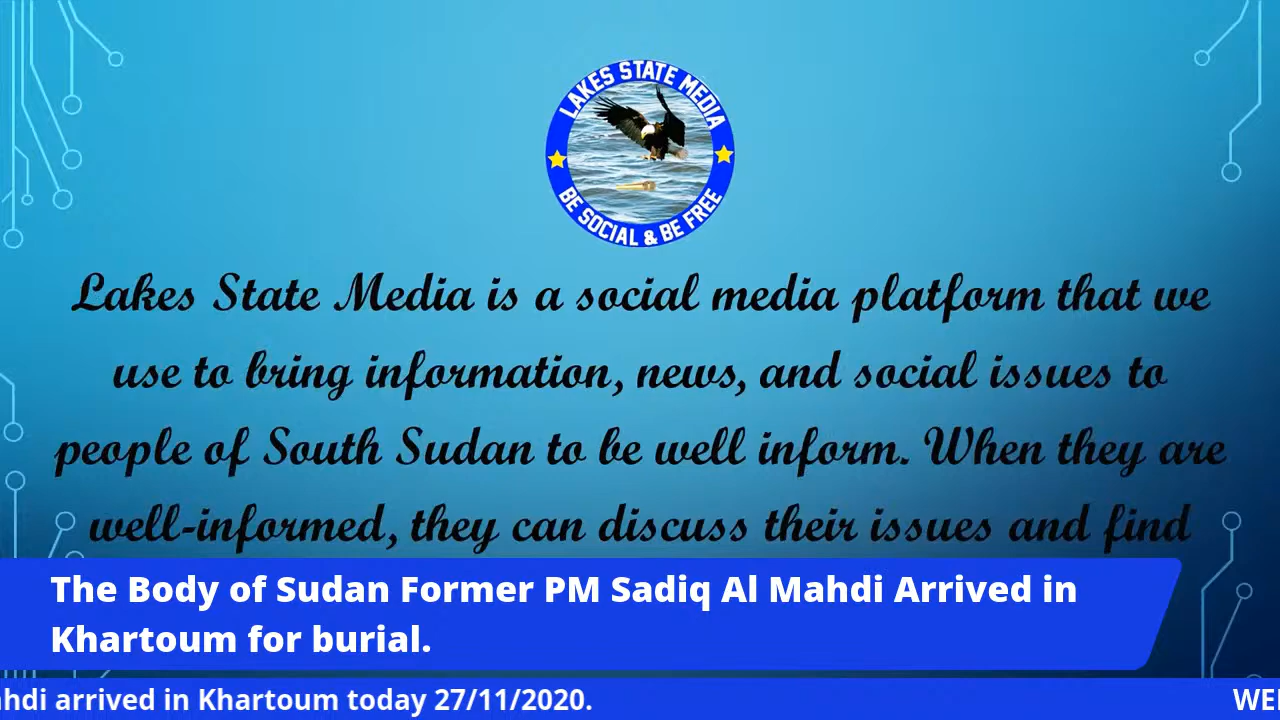 LAKES STATE MEDIA
BE SOCIAL & BE FREE
Lakes State Media is a social media platform that we
use to bring information, news, and social issues to
people of South Sudan to be well inform. When they are
well-informed, they can discuss their issues and find
The Body of Sudan Former PM Sadiq Al Mahdi Arrived in
Khartoum for burial.
arrived in Khartoum today 27/11/2020.